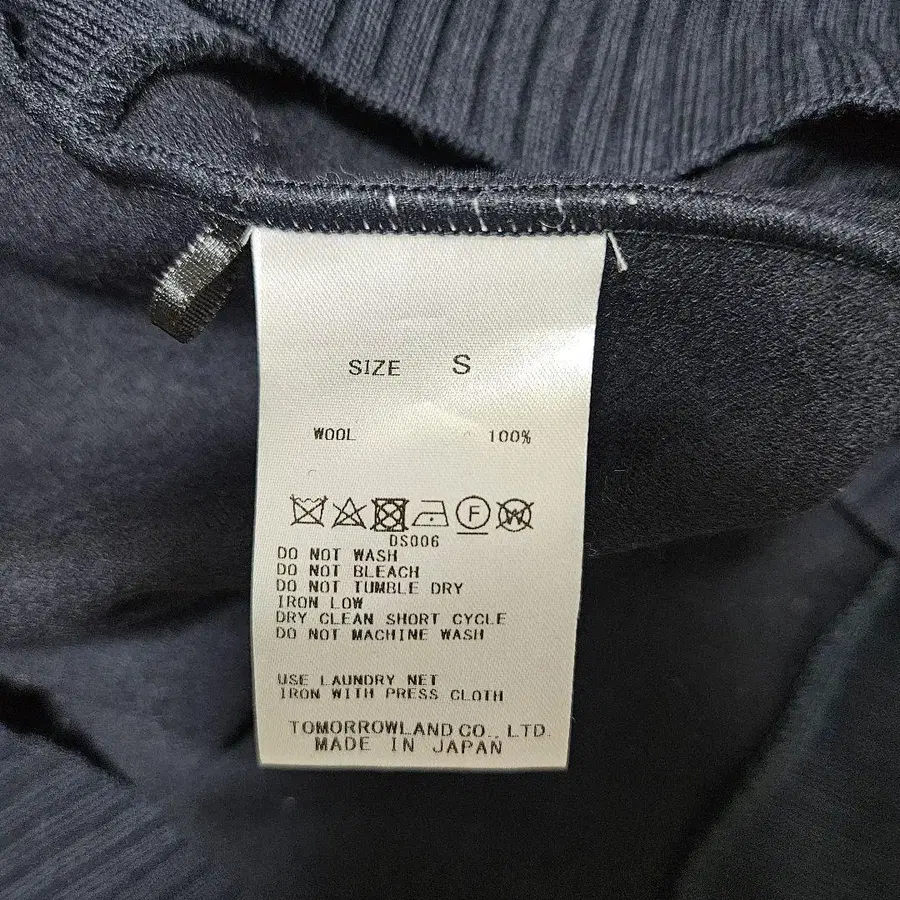 SIZE S
WOOL 100%
F W
DS006
DO NOT WASH
DO NOT BLEACH
DO NOT TUMBLE DRY
IRON LOW
DRY CLEAN SHORT CYCLE
DO NOT MACHINE WASH
USE LAUNDRY NET
IRON WITH PRESS CLOTH
TOMORROWLAND CO., LTD.
MADE IN JAPAN